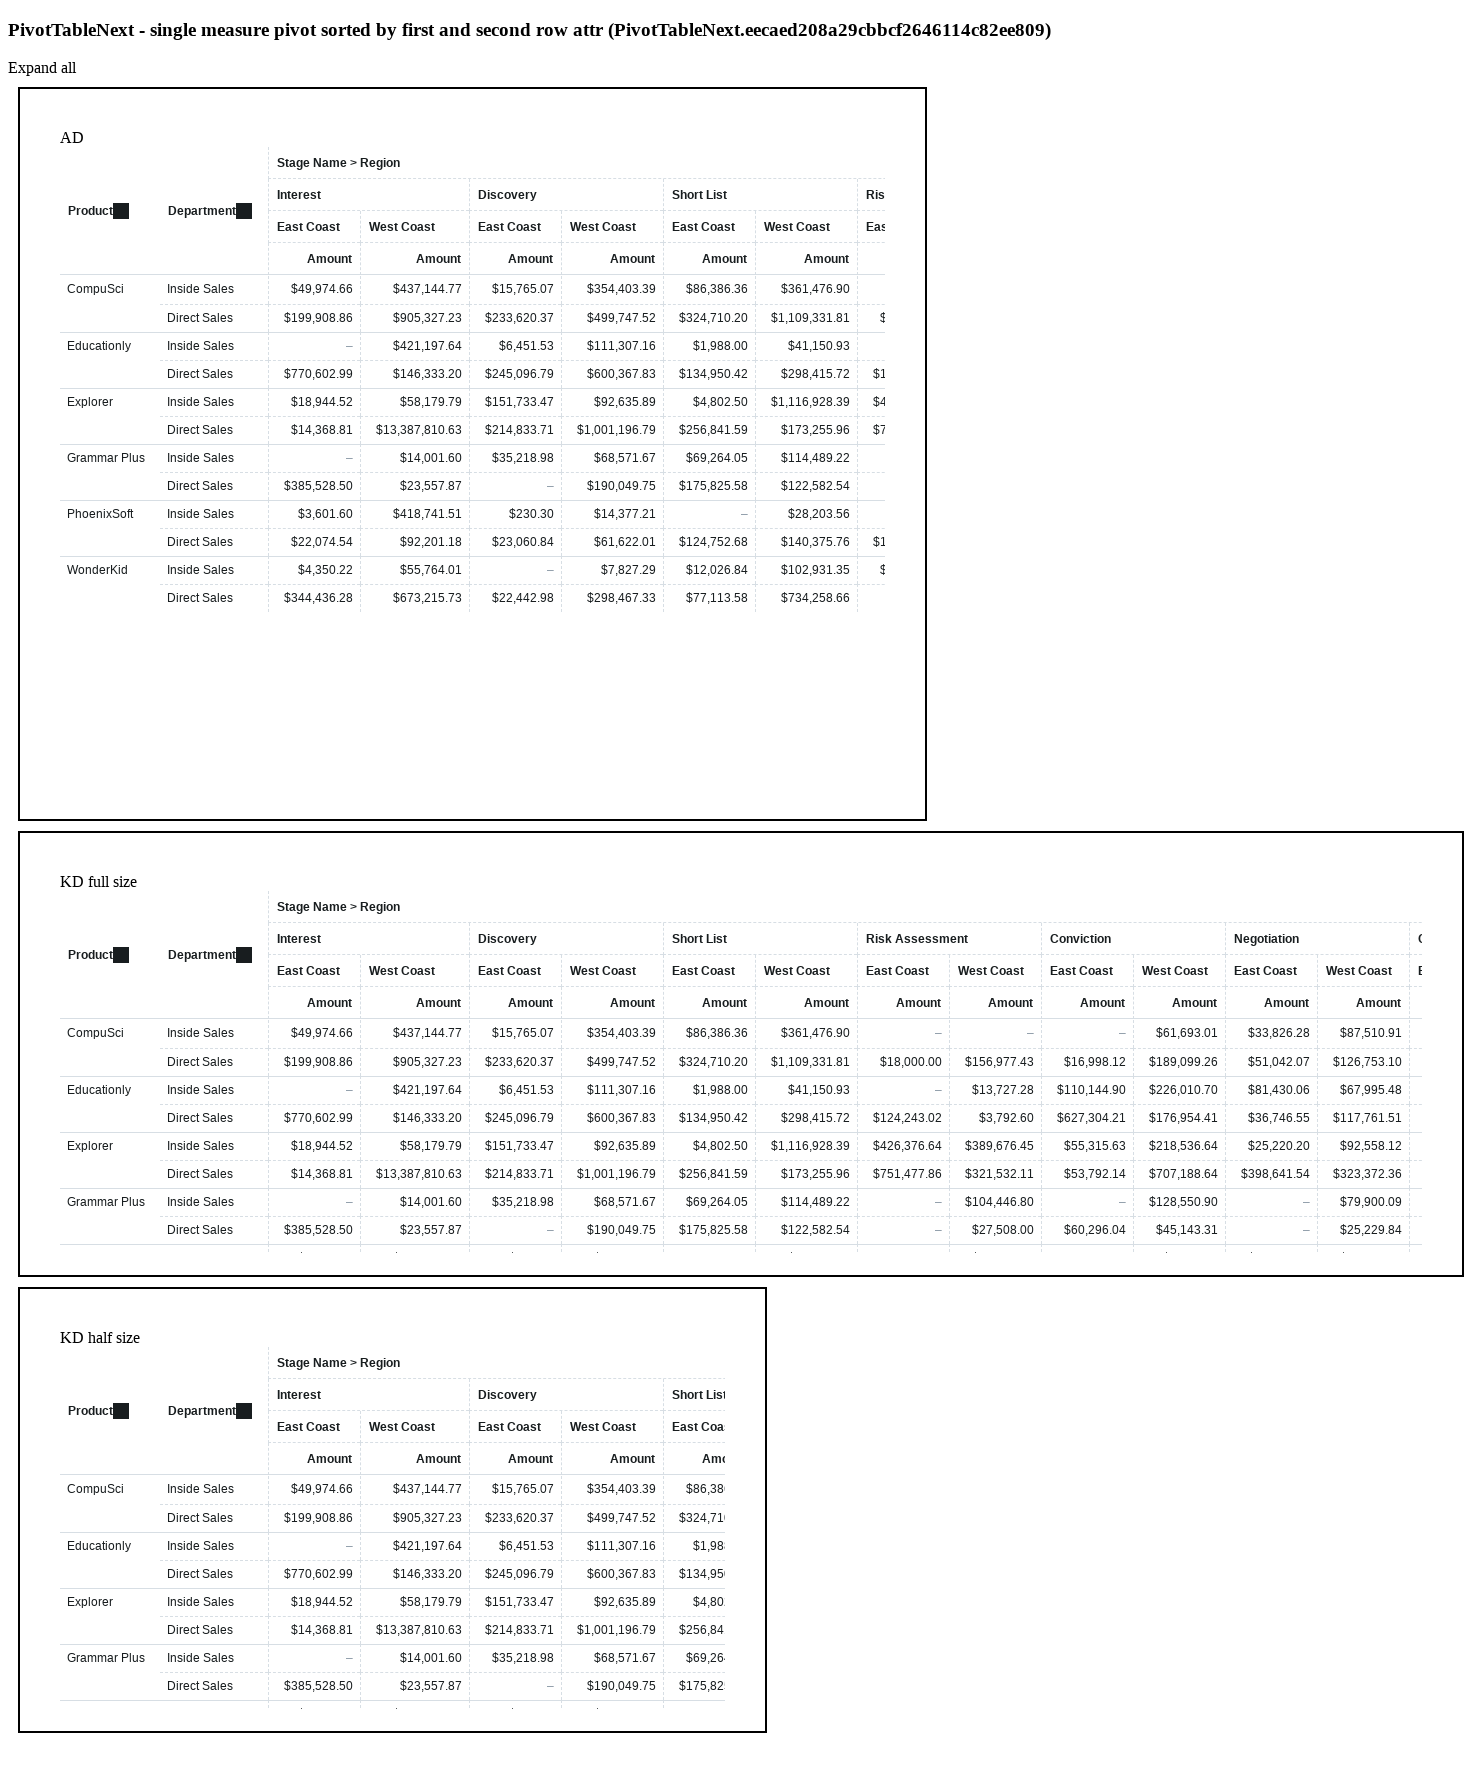 PivotTableNext - single measure pivot sorted by first and second row attr (PivotTableNext.eecaed208a29cbbcf2646114c82ee809)
Expand all
AD
Stage Name > Region
Interest Discovery Short List
Product Department
East Coast West Coast East Coast West Coast East Coast West Coast
Amount Amount Amount Amount Amount Amount
CompuSci Inside Sales $49,974.66 $437,144.77 $15,765.07 $354,403.39 $86,386.36 $361,476.90
Direct Sales $199,908.86 $905,327.23 $233,620.37 $499,747.52 $324,710.20 $1,109,331.81
Educationly Inside Sales – $421,197.64 $6,451.53 $111,307.16 $1,988.00 $41,150.93
Direct Sales $770,602.99 $146,333.20 $245,096.79 $600,367.83 $134,950.42 $298,415.72
Explorer Inside Sales $18,944.52 $58,179.79 $151,733.47 $92,635.89 $4,802.50 $1,116,928.39
Direct Sales $14,368.81 $13,387,810.63 $214,833.71 $1,001,196.79 $256,841.59 $173,255.96
Grammar Plus Inside Sales – $14,001.60 $35,218.98 $68,571.67 $69,264.05 $114,489.22
Direct Sales $385,528.50 $23,557.87 – $190,049.75 $175,825.58 $122,582.54
PhoenixSoft Inside Sales $3,601.60 $418,741.51 $230.30 $14,377.21 – $28,203.56
Direct Sales $22,074.54 $92,201.18 $23,060.84 $61,622.01 $124,752.68 $140,375.76
WonderKid Inside Sales $4,350.22 $55,764.01 – $7,827.29 $12,026.84 $102,931.35
Direct Sales $344,436.28 $673,215.73 $22,442.98 $298,467.33 $77,113.58 $734,258.66
KD full size
Stage Name > Region
Interest Discovery Short List Risk Assessment Conviction Negotiation
Product Department
East Coast West Coast East Coast West Coast East Coast West Coast East Coast West Coast East Coast West Coast East Coast West Coast
Amount Amount Amount Amount Amount Amount Amount Amount Amount Amount Amount Amount
CompuSci Inside Sales $49,974.66 $437,144.77 $15,765.07 $354,403.39 $86,386.36 $361,476.90 – – – $61,693.01 $33,826.28 $87,510.91
Direct Sales $199,908.86 $905,327.23 $233,620.37 $499,747.52 $324,710.20 $1,109,331.81 $18,000.00 $156,977.43 $16,998.12 $189,099.26 $51,042.07 $126,753.10
Educationly Inside Sales – $421,197.64 $6,451.53 $111,307.16 $1,988.00 $41,150.93 – $13,727.28 $110,144.90 $226,010.70 $81,430.06 $67,995.48
Direct Sales $770,602.99 $146,333.20 $245,096.79 $600,367.83 $134,950.42 $298,415.72 $124,243.02 $3,792.60 $627,304.21 $176,954.41 $36,746.55 $117,761.51
Explorer Inside Sales $18,944.52 $58,179.79 $151,733.47 $92,635.89 $4,802.50 $1,116,928.39 $426,376.64 $389,676.45 $55,315.63 $218,536.64 $25,220.20 $92,558.12
Direct Sales $14,368.81 $13,387,810.63 $214,833.71 $1,001,196.79 $256,841.59 $173,255.96 $751,477.86 $321,532.11 $53,792.14 $707,188.64 $398,641.54 $323,372.36
Grammar Plus Inside Sales – $14,001.60 $35,218.98 $68,571.67 $69,264.05 $114,489.22 – $104,446.80 – $128,550.90 – $79,900.09
Direct Sales $385,528.50 $23,557.87 – $190,049.75 $175,825.58 $122,582.54 – $27,508.00 $60,296.04 $45,143.31 – $25,229.84
KD half size
Stage Name > Region
Interest Discovery Short List
Product Department
East Coast West Coast East Coast West Coast East
Amount Amount Amount Amount
CompuSci Inside Sales $49,974.66 $437,144.77 $15,765.07 $354,403.39
Direct Sales $199,908.86 $905,327.23 $233,620.37 $499,747.52
Educationly Inside Sales – $421,197.64 $6,451.53 $111,307.16
Direct Sales $770,602.99 $146,333.20 $245,096.79 $600,367.83
Explorer Inside Sales $18,944.52 $58,179.79 $151,733.47 $92,635.89
Direct Sales $14,368.81 $13,387,810.63 $214,833.71 $1,001,196.79
Grammar Plus Inside Sales – $14,001.60 $35,218.98 $68,571.67
Direct Sales $385,528.50 $23,557.87 – $190,049.75